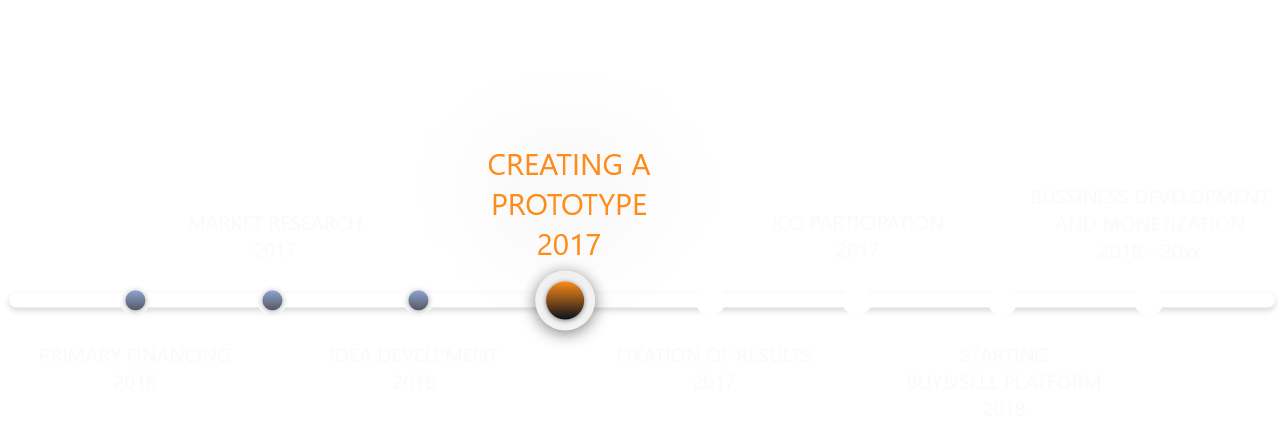 CREATING A
PROTOTYPE
2017
BUSSINESS DEVELOPMENT
AND MONETIZATION
2018 - 20xx
MARKET RESEARCH
2017
ICO PARTICIPATION
2017
PRIMARY FINANCING
2016
IDEA DEVELPMENT
2016
FIXATION OF RESULTS
2017
STARTING
BUY&SELL PLATFORM
2018